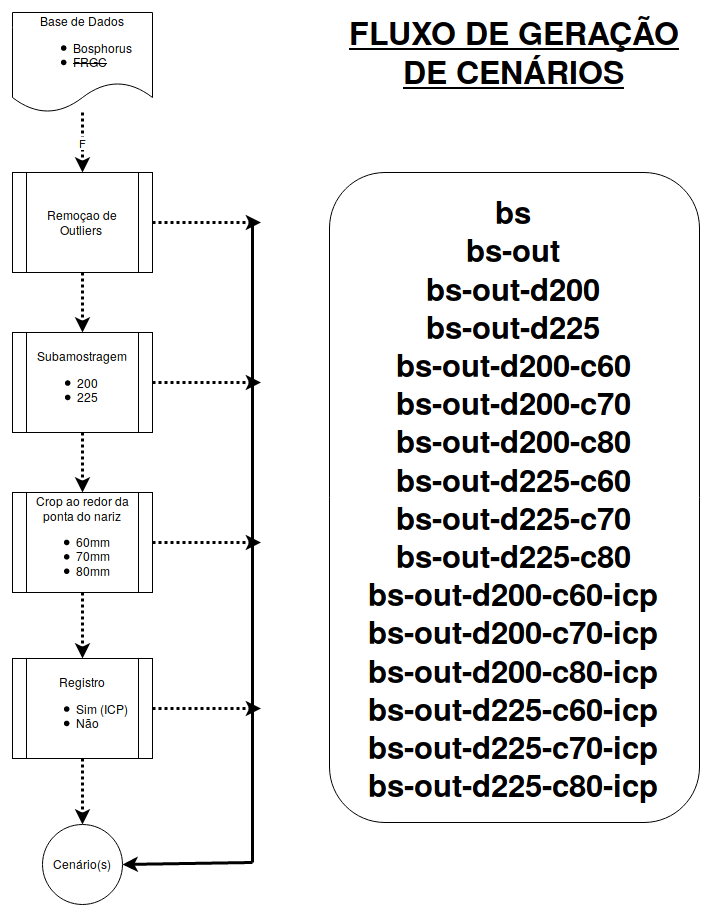 Base de Dados
Bosphorus
FRGC
F
Remoçao de
Outliers
Subamostragem
200
225
Crop ao redor da
ponta do nariz
60mm
70mm
80mm
Registro
Sim (ICP)
Não
Cenário(s)
FLUXO DE GERAÇÃO
DE CENÁRIOS
bs
bs-out
bs-out-d200
bs-out-d225
bs-out-d200-c60
bs-out-d200-c70
bs-out-d200-c80
bs-out-d225-c60
bs-out-d225-c70
bs-out-d225-c80
bs-out-d200-c60-icp
bs-out-d200-c70-icp
bs-out-d200-c80-icp
bs-out-d225-c60-icp
bs-out-d225-c70-icp
bs-out-d225-c80-icp